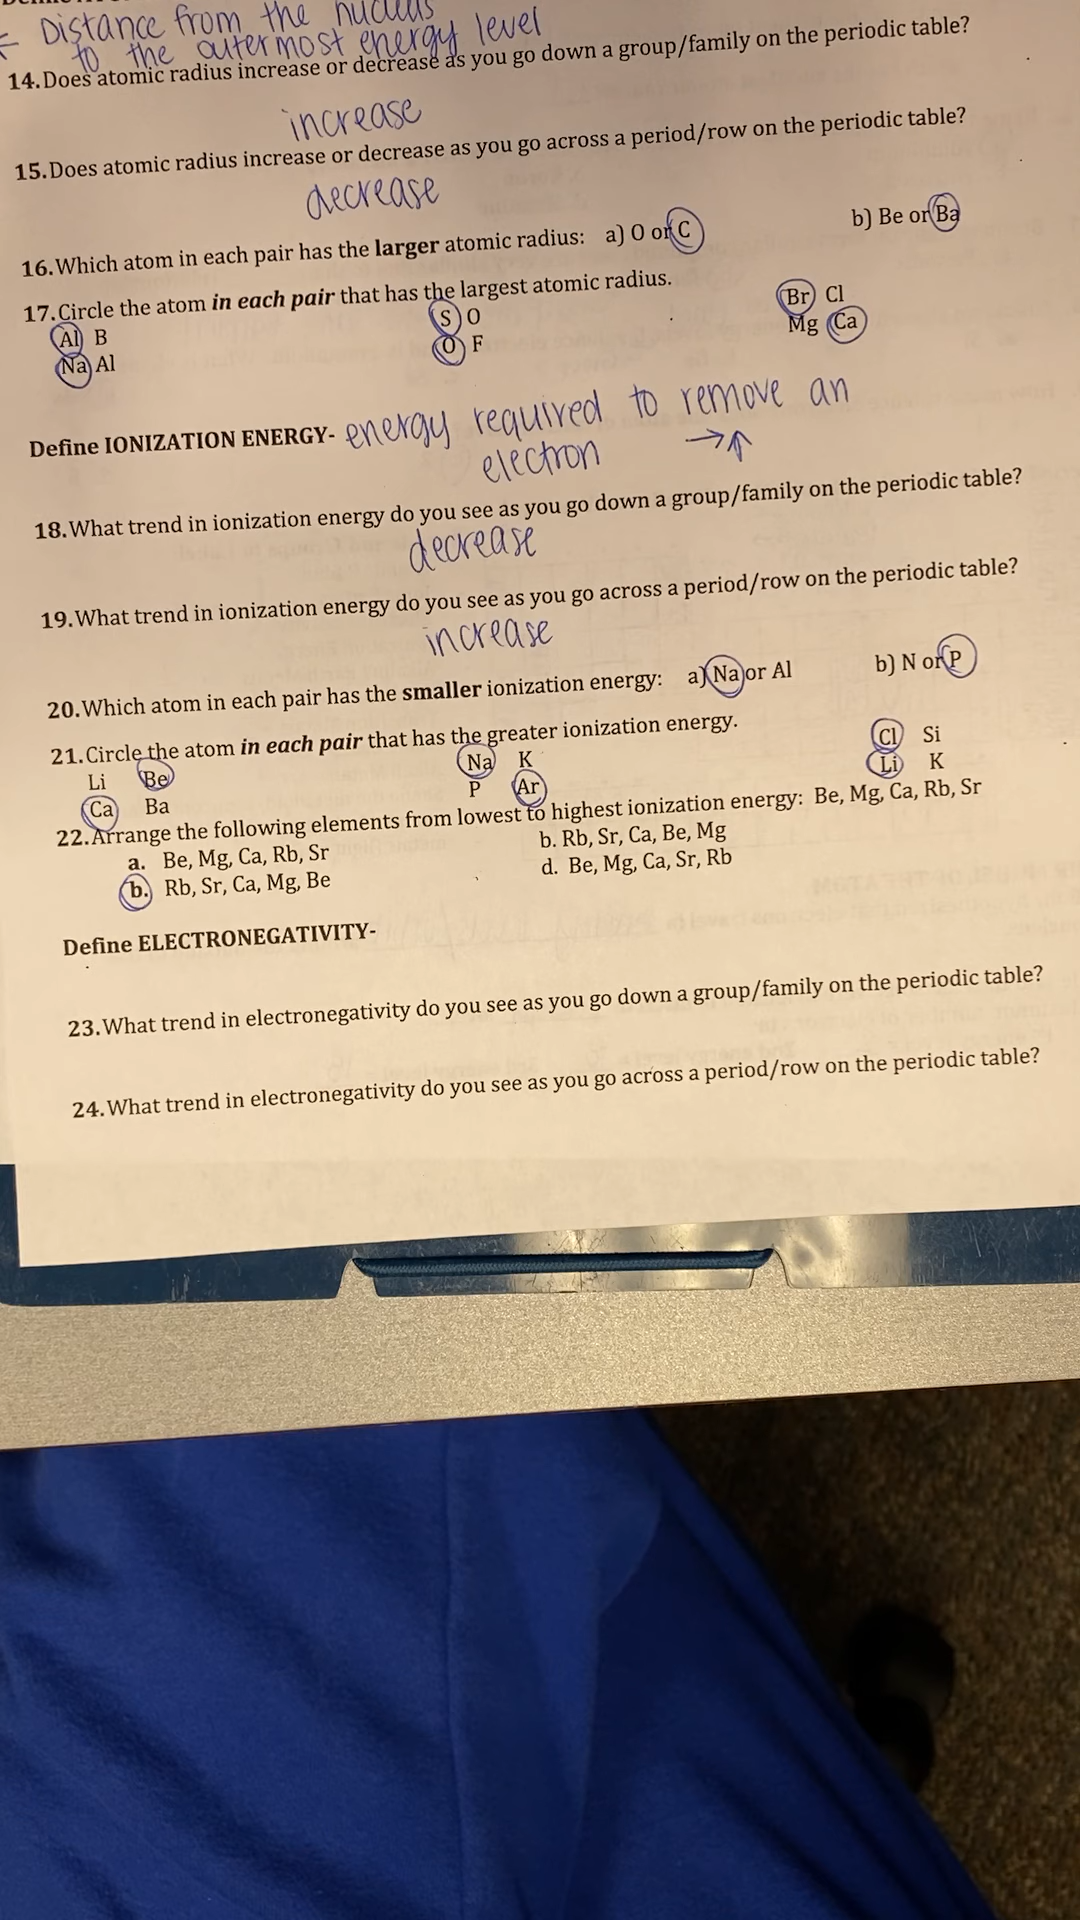 Distance from the nucleus
to the outermost energy level
14. Does atomic radius increase or decrease as you go down a group/family on the periodic table?
increase
15. Does atomic radius increase or decrease as you go across a period/row on the periodic table?
decrease
16. Which atom in each pair has the larger atomic radius: a) O or C b) Be or Ba
17. Circle the atom in each pair that has the largest atomic radius.
Al B S O Br Cl
Na Al O F Mg Ca
Define IONIZATION ENERGY- energy required to remove an
electron →↑
18. What trend in ionization energy do you see as you go down a group/family on the periodic table?
decrease
19. What trend in ionization energy do you see as you go across a period/row on the periodic table?
increase
20. Which atom in each pair has the smaller ionization energy: a) Na or Al b) N or P
21. Circle the atom in each pair that has the greater ionization energy.
Li Be Na K Cl Si
Ca Ba P Ar Li K
22. Arrange the following elements from lowest to highest ionization energy: Be, Mg, Ca, Rb, Sr
a. Be, Mg, Ca, Rb, Sr b. Rb, Sr, Ca, Be, Mg
b. Rb, Sr, Ca, Mg, Be d. Be, Mg, Ca, Sr, Rb
Define ELECTRONEGATIVITY-
23. What trend in electronegativity do you see as you go down a group/family on the periodic table?
24. What trend in electronegativity do you see as you go across a period/row on the periodic table?